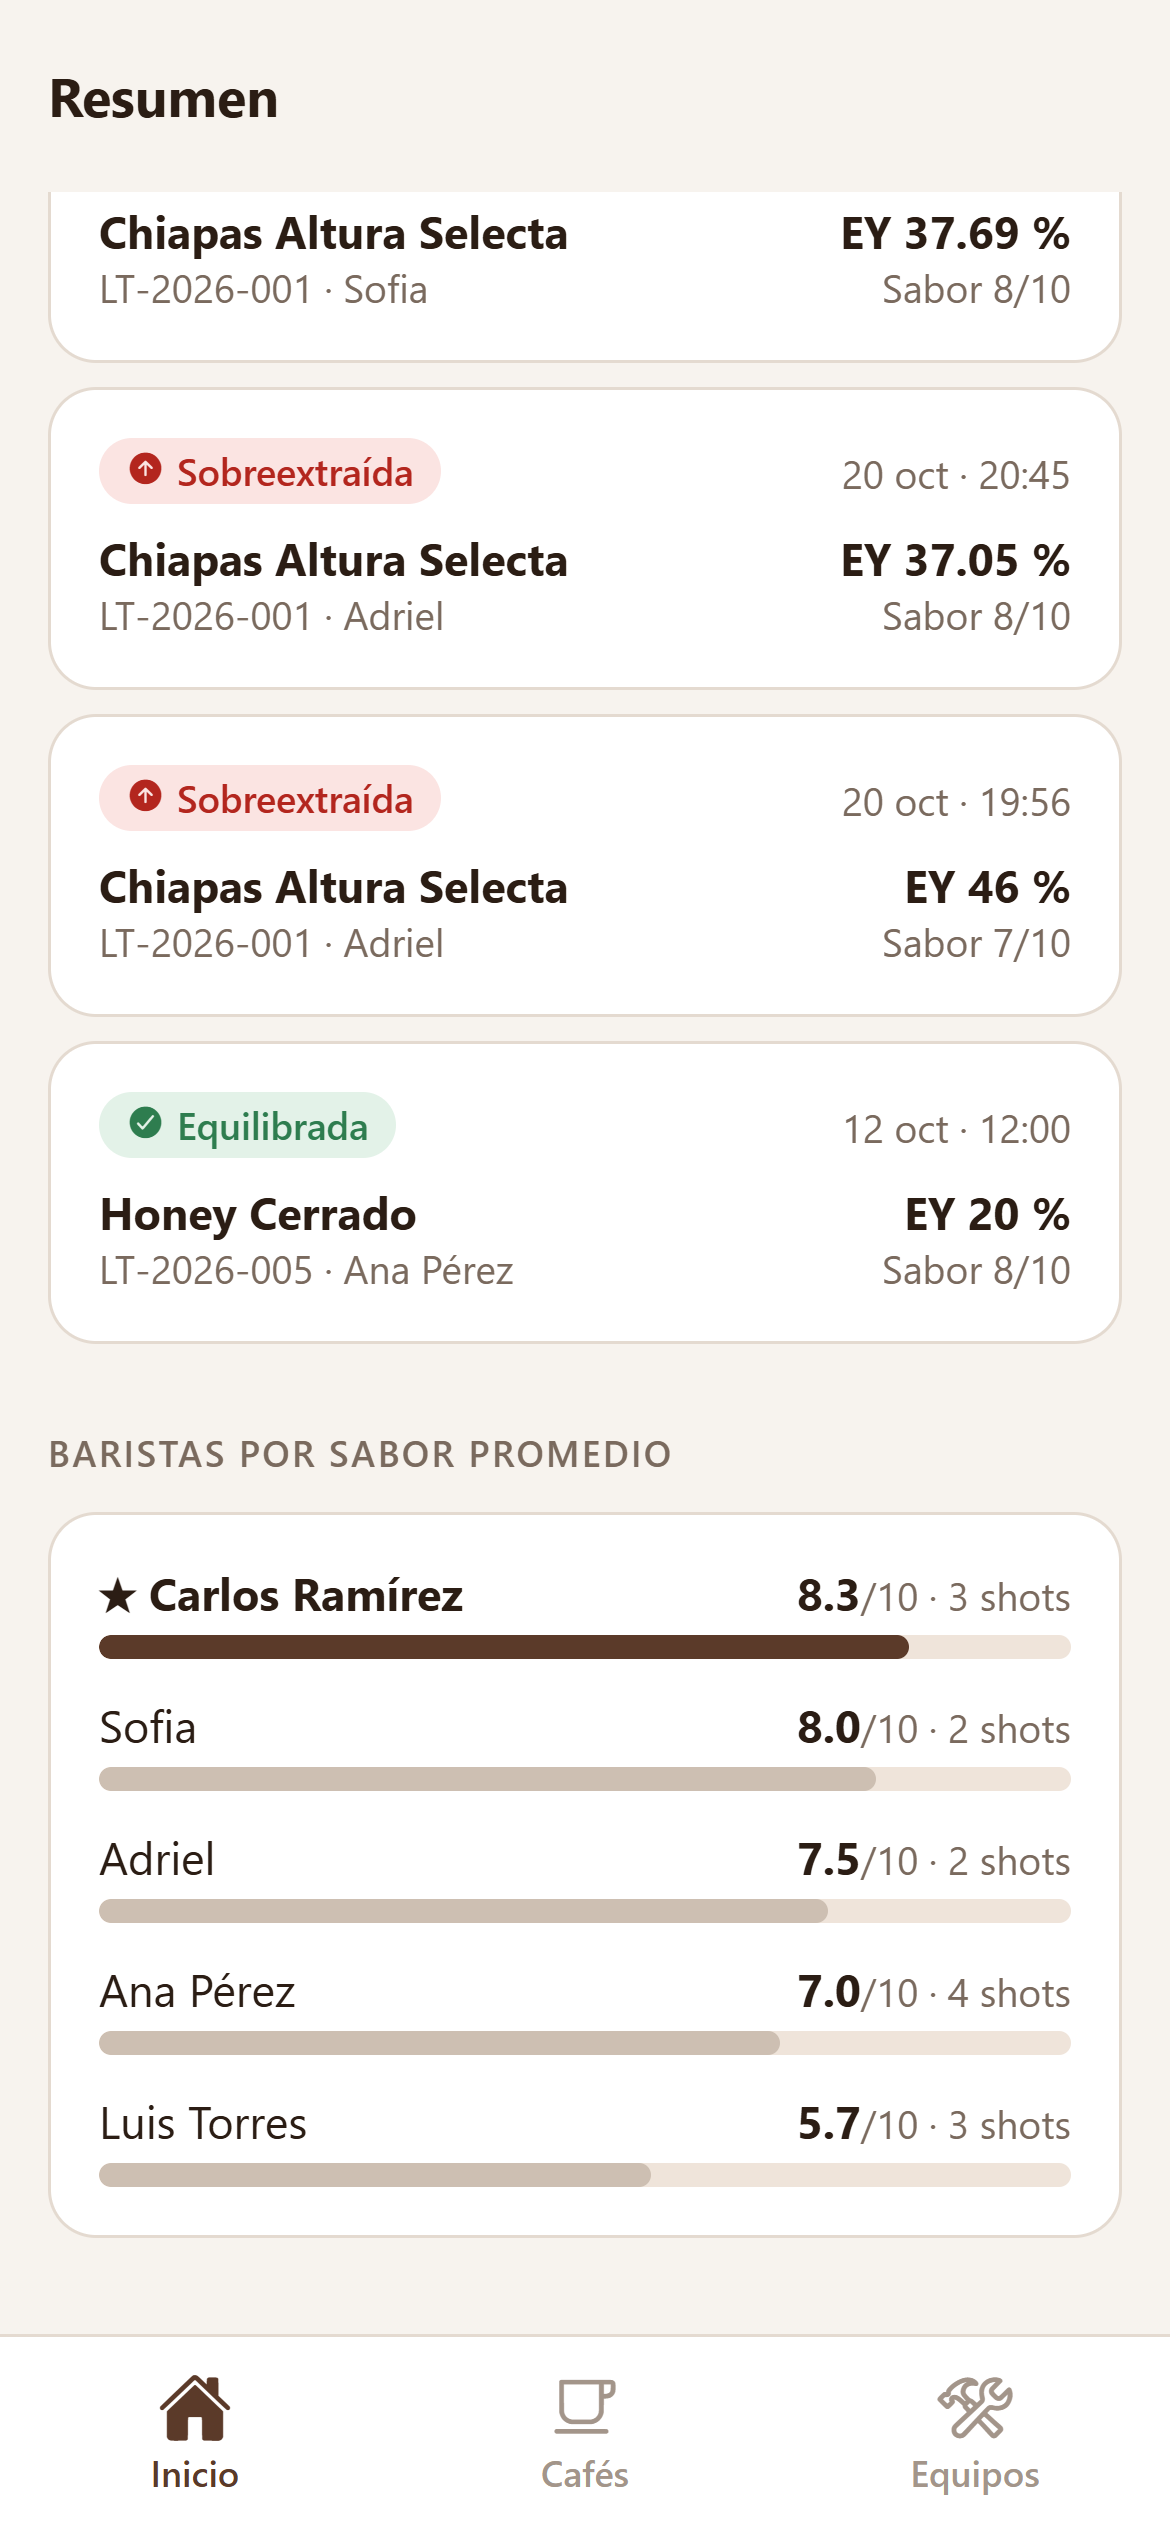 Resumen
Chiapas Altura Selecta EY 37.69 %
LT-2026-001 · Sofia Sabor 8/10
Sobreextraída 20 oct · 20:45
Chiapas Altura Selecta EY 37.05 %
LT-2026-001 · Adriel Sabor 8/10
Sobreextraída 20 oct · 19:56
Chiapas Altura Selecta EY 46 %
LT-2026-001 · Adriel Sabor 7/10
Equilibrada 12 oct · 12:00
Honey Cerrado EY 20 %
LT-2026-005 · Ana Pérez Sabor 8/10
BARISTAS POR SABOR PROMEDIO
★ Carlos Ramírez 8.3/10 · 3 shots
Sofia 8.0/10 · 2 shots
Adriel 7.5/10 · 2 shots
Ana Pérez 7.0/10 · 4 shots
Luis Torres 5.7/10 · 3 shots
Inicio Cafés Equipos